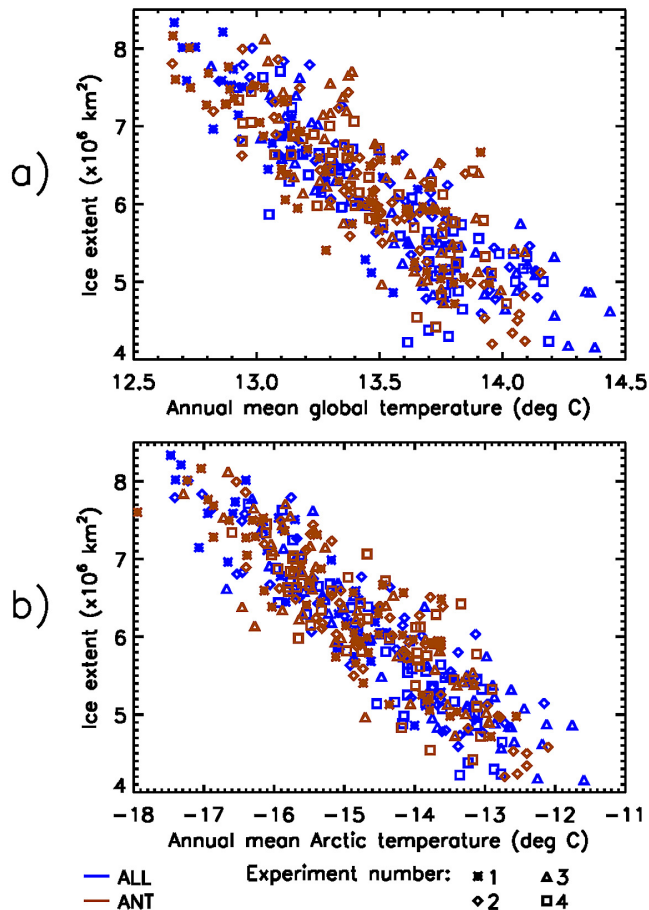 a)
Ice extent (x10⁶ km²)
8
7
6
5
4
12.5 13.0 13.5 14.0 14.5
Annual mean global temperature (deg C)
b)
Ice extent (x10⁶ km²)
8
7
6
5
4
−18 −17 −16 −15 −14 −13 −12 −11
Annual mean Arctic temperature (deg C)
ALL Experiment number: 1 3
ANT 2 4